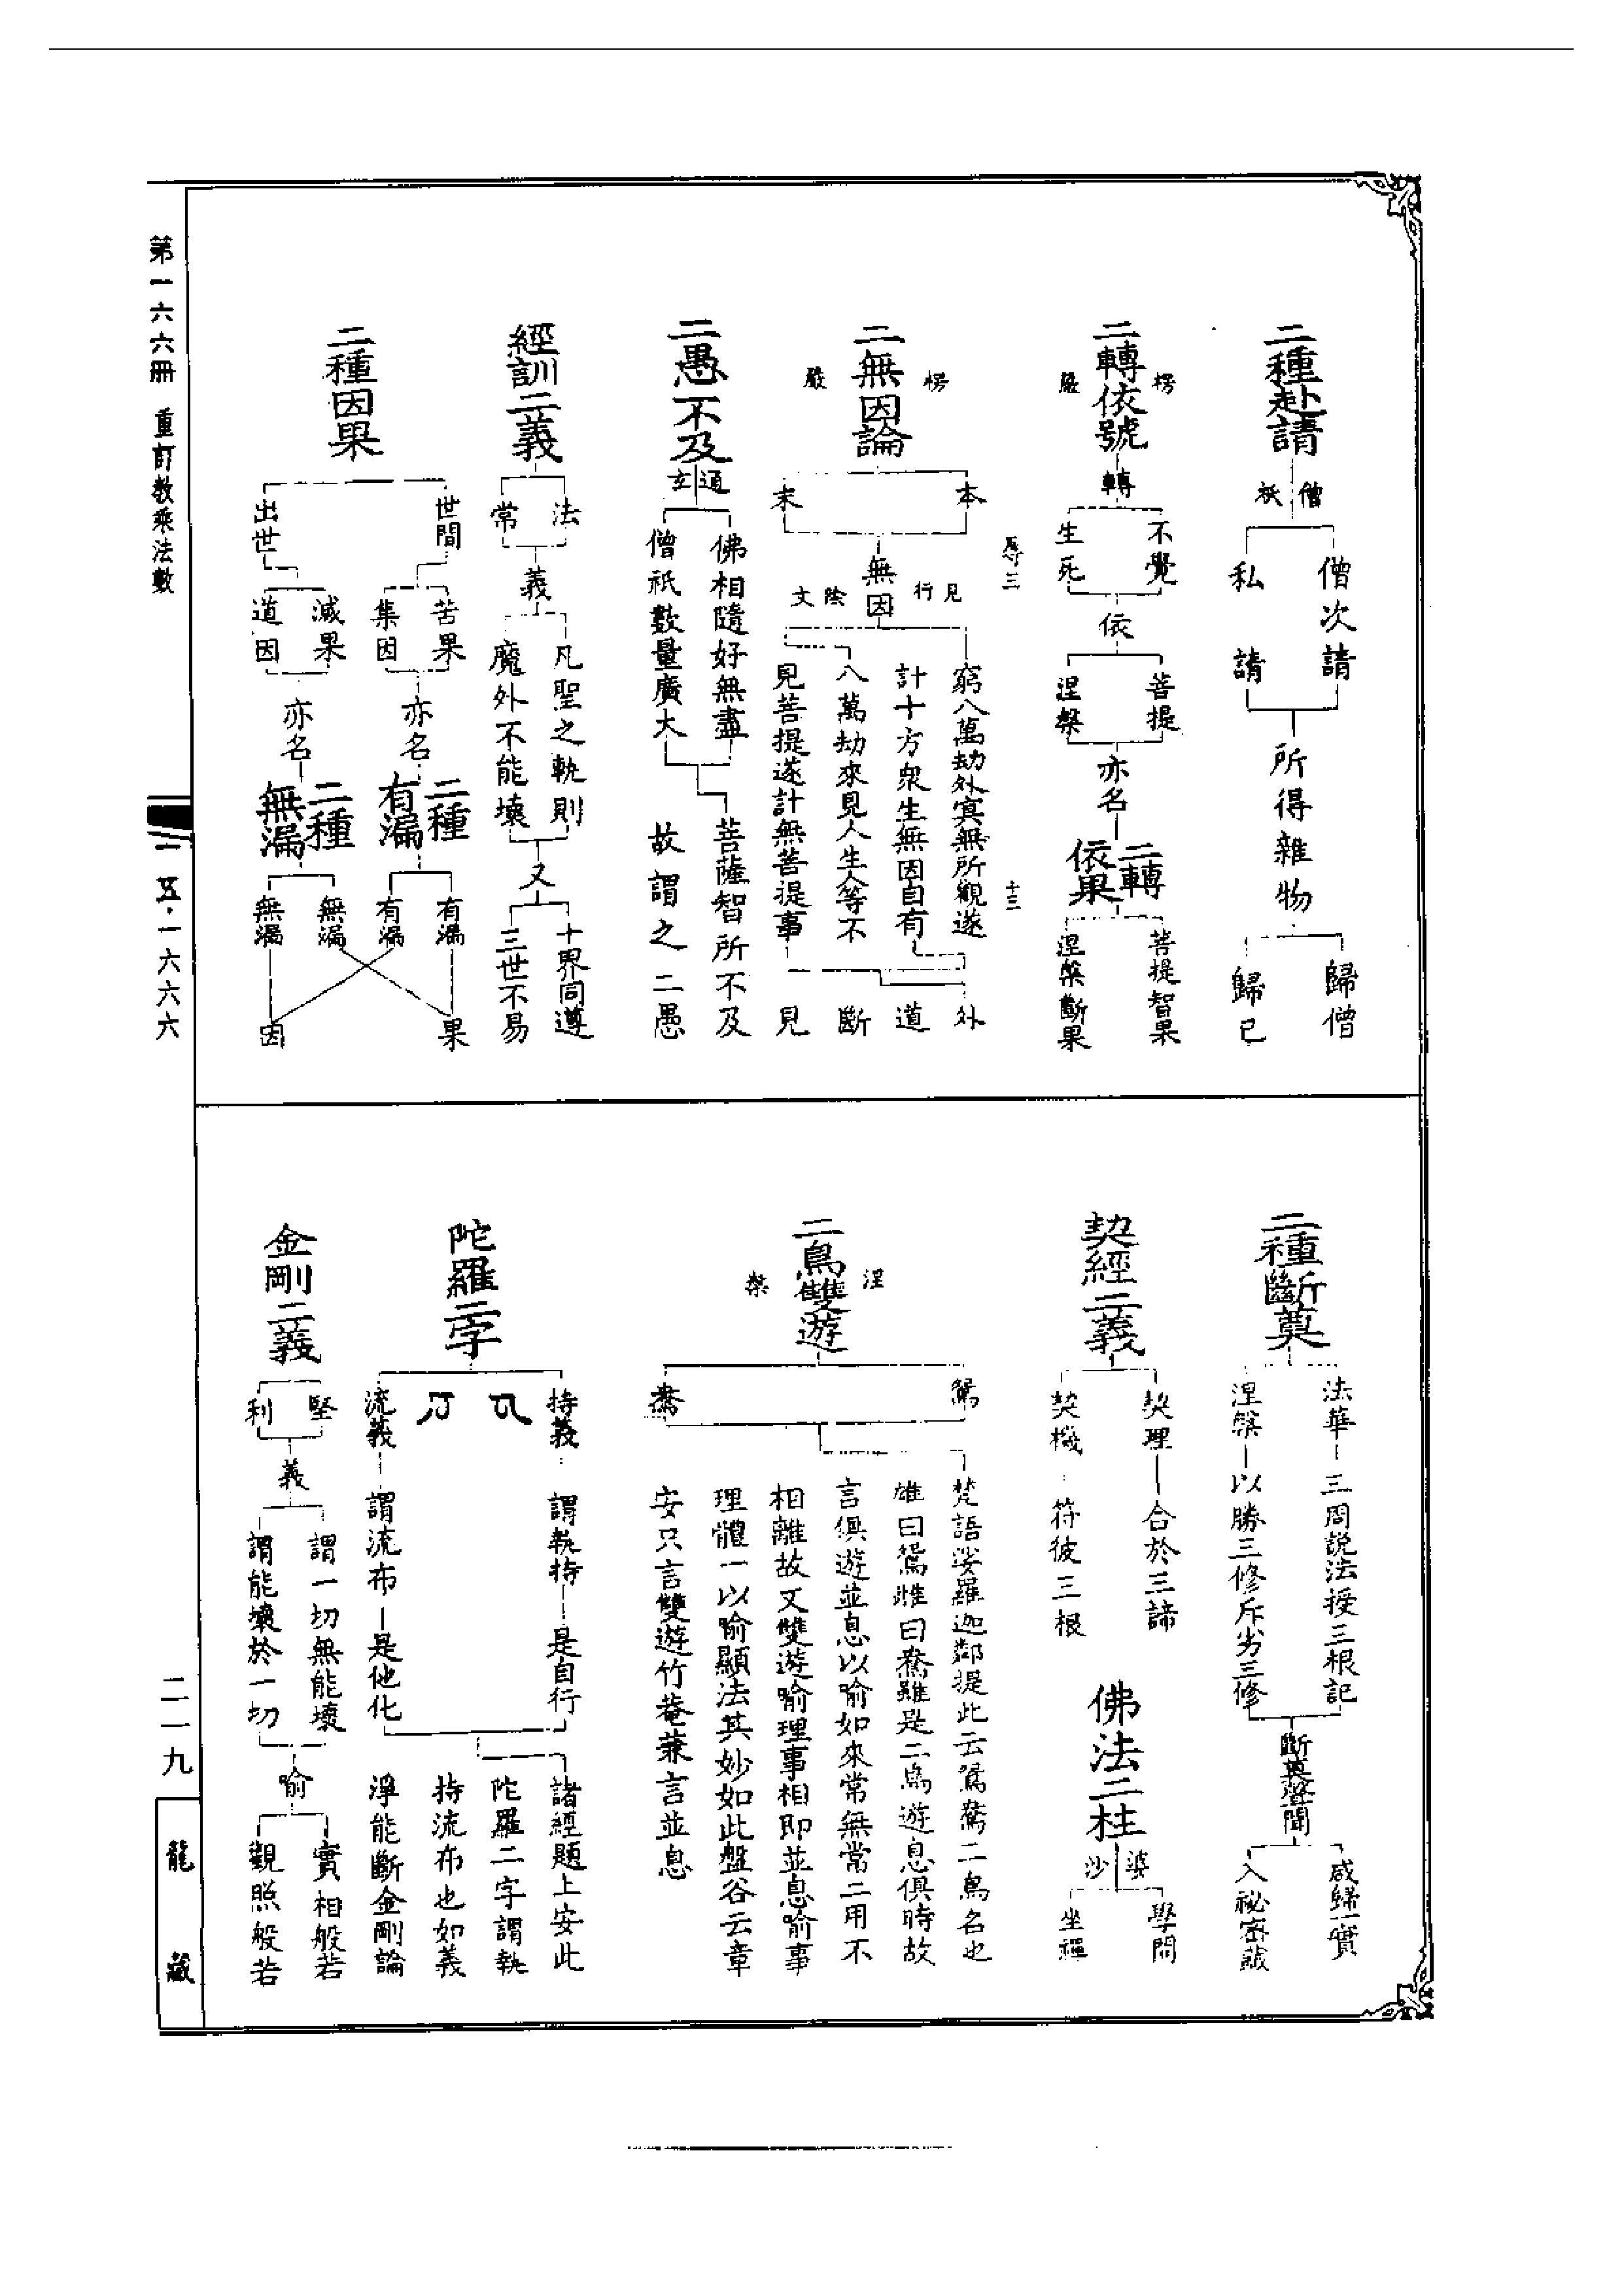 二種赴請
僧祇
僧次請
私請
所得雜物
歸僧
歸己
二轉依號
楞嚴
轉
不覺
生死
依
菩提
涅槃
亦名
二轉依果
菩提智果
涅槃斷果
辱三
十三
二無因論
楞嚴
本
末
無因
見行陰文
窮八萬劫外冥無所觀遂
計十方衆生無因自有
八萬劫來見人生人等不
見菩提遂計無菩提事
外
道
斷
見
二愚不及
通玄
佛相隨好無盡
僧祇數量廣大
菩薩智所不及
故謂之二愚
經訓二義
法
常
義
凡聖之軌則
魔外不能壞
又
十界同遵
三世不易
二種因果
世間
出世
苦果
集因
滅果
道因
亦名
亦名
二種有漏
二種無漏
有漏
有漏
無漏
無漏
果
因
二種斷奠
法華 三周說法授三根記
涅槃 以勝三修斥劣三修
斷奠聲聞
咸歸一實
入祕密藏
契經二義
契理 合於三諦
契機 符彼三根
佛法二柱
婆沙
學問
坐禪
二鳥雙遊
涅槃
鴛
鴦
梵語娑羅迦鄰提此云鴛鴦二鳥名也
雄曰鴛雌曰鴦雖是二鳥遊息俱時故
言俱遊並息以喻如來常無常二用不
相離故又雙遊喻理事相即並息喻事
理體一以喻顯法其妙如此盤谷云章
安只言雙遊竹菴兼言並息
陀羅二字
持義 謂執持 是自行
流義 謂流布 是他化
諸經題上安此
陀羅二字謂執
持流布也如義
淨能斷金剛論
金剛二義
堅
利
義
謂一切無能壞
謂能壞於一切
喻
實相般若
觀照般若
第一六六冊 重訂教乘法數
一五·一六六六
二一九
龍藏